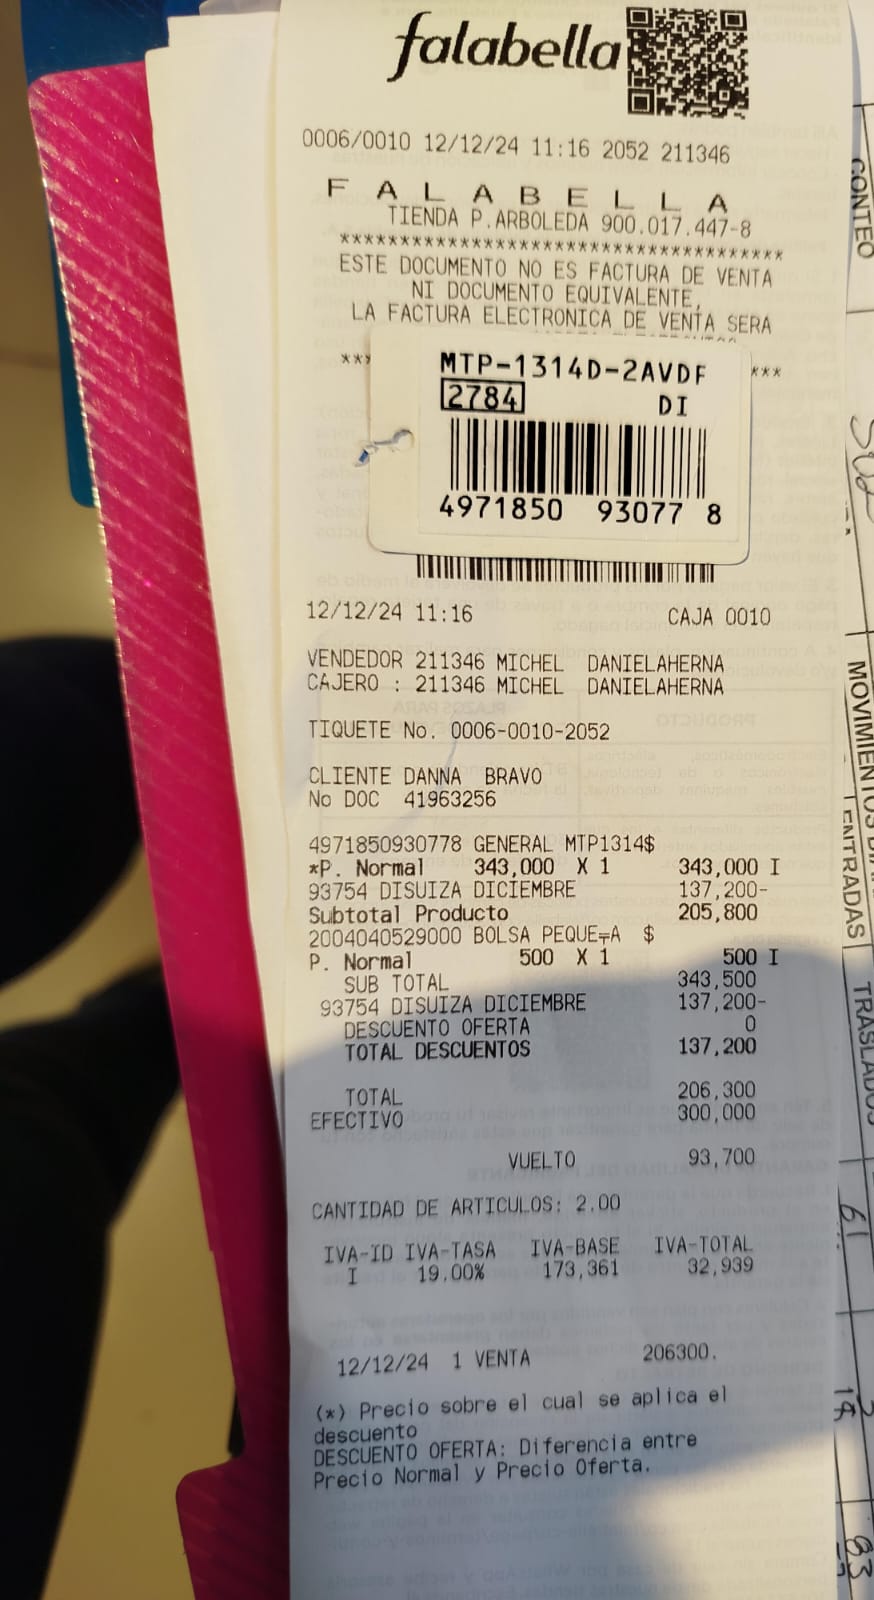 falabella
0006/0010 12/12/24 11:16 2052 211346
F A L A B E L L A
TIENDA P.ARBOLEDA 900.017.447-8
***************************************
ESTE DOCUMENTO NO ES FACTURA DE VENTA
NI DOCUMENTO EQUIVALENTE,
LA FACTURA ELECTRONICA DE VENTA SERA
*** ***
MTP-1314D-2AVDF
2784 DI
4971850 93077 8
12/12/24 11:16 CAJA 0010
VENDEDOR 211346 MICHEL DANIELAHERNA
CAJERO : 211346 MICHEL DANIELAHERNA
TIQUETE No. 0006-0010-2052
CLIENTE DANNA BRAVO
No DOC 41963256
4971850930778 GENERAL MTP1314$
*P. Normal 343,000 X 1 343,000 I
93754 DISUIZA DICIEMBRE 137,200-
Subtotal Producto 205,800
2004040529000 BOLSA PEQUE╤A $
P. Normal 500 X 1 500 I
SUB TOTAL 343,500
93754 DISUIZA DICIEMBRE 137,200-
DESCUENTO OFERTA 0
TOTAL DESCUENTOS 137,200
TOTAL 206,300
EFECTIVO 300,000
VUELTO 93,700
CANTIDAD DE ARTICULOS: 2.00
IVA-ID IVA-TASA IVA-BASE IVA-TOTAL
I 19.00% 173,361 32,939
12/12/24 1 VENTA 206300.
(*) Precio sobre el cual se aplica el
descuento
DESCUENTO OFERTA: Diferencia entre
Precio Normal y Precio Oferta.
CONTEO
ENTRADAS
TRASLADOS
61
83